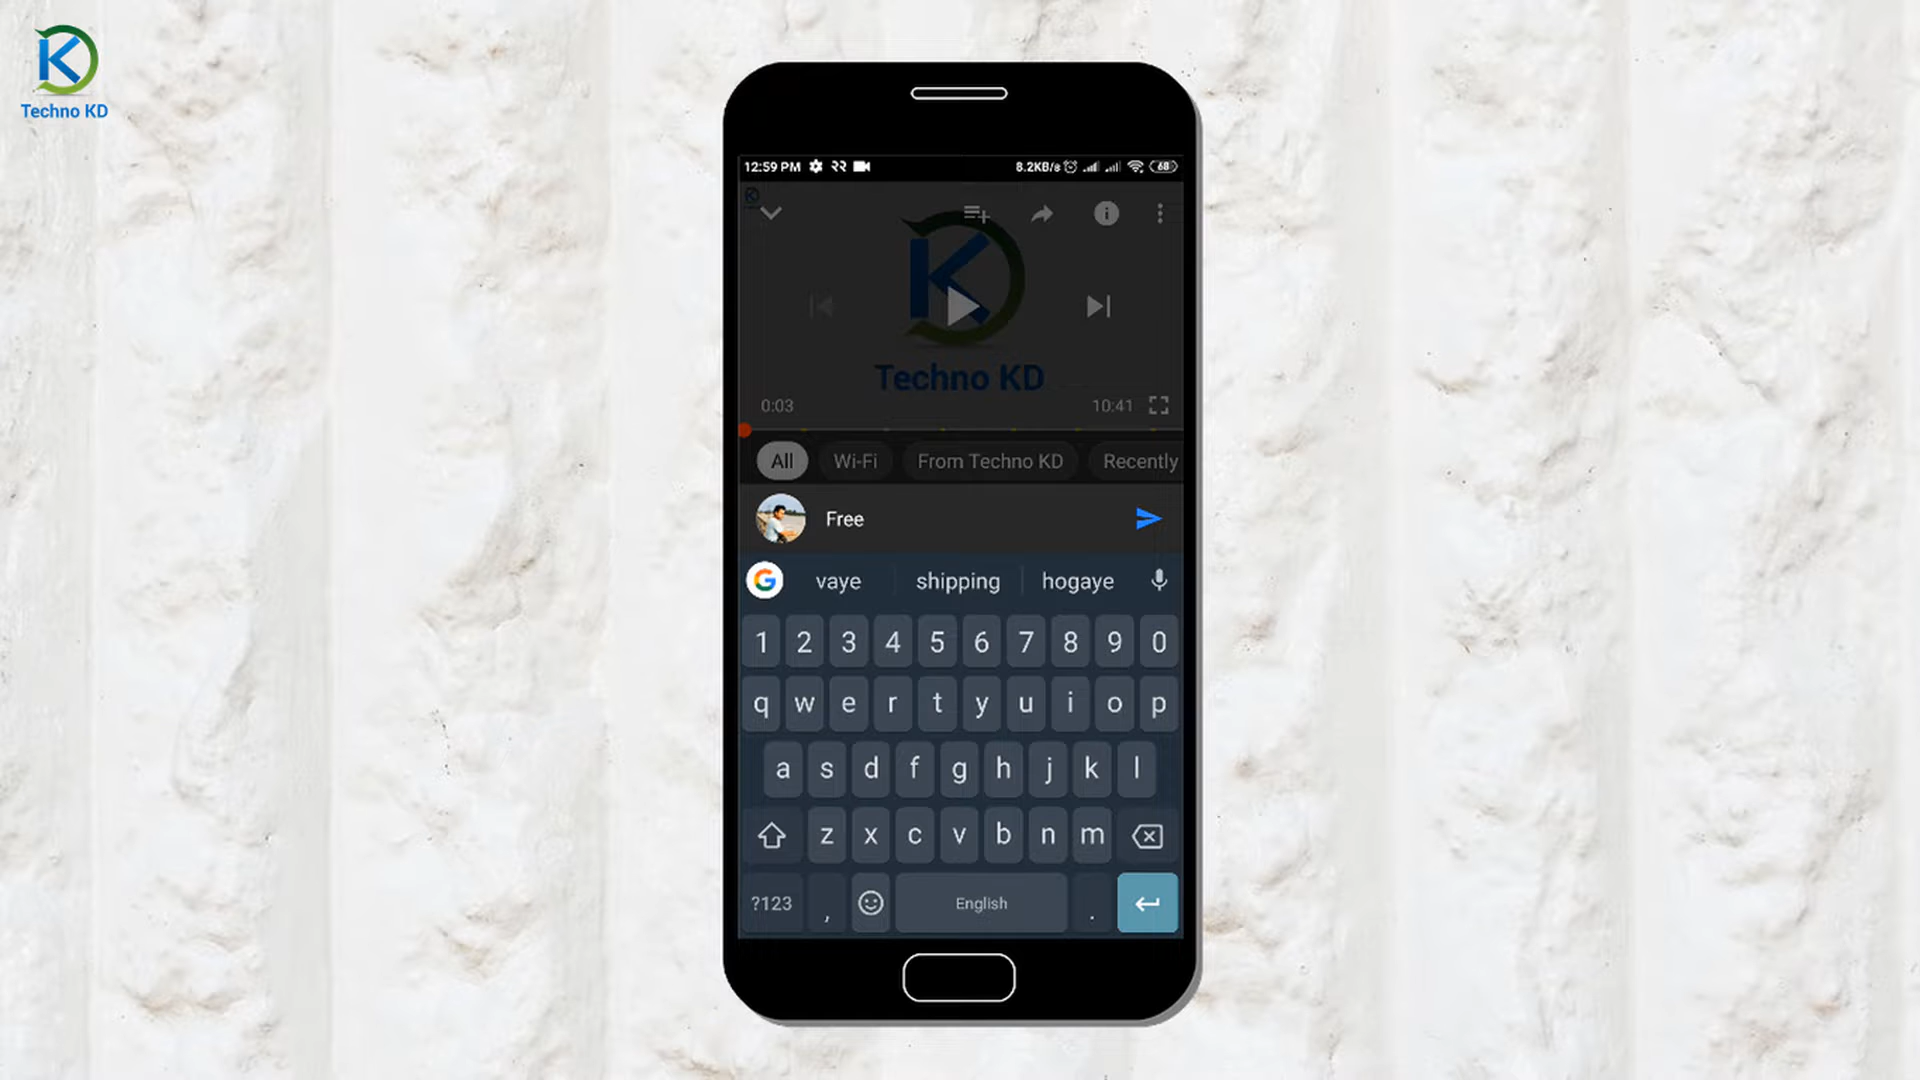 Techno KD
12:59 PM 8.2KB/s 68
Techno KD
0:03 10:41
All Wi-Fi From Techno KD Recently
Free
vaye shipping hogaye
1 2 3 4 5 6 7 8 9 0
q w e r t y u i o p
a s d f g h j k l
z x c v b n m
?123 , English .